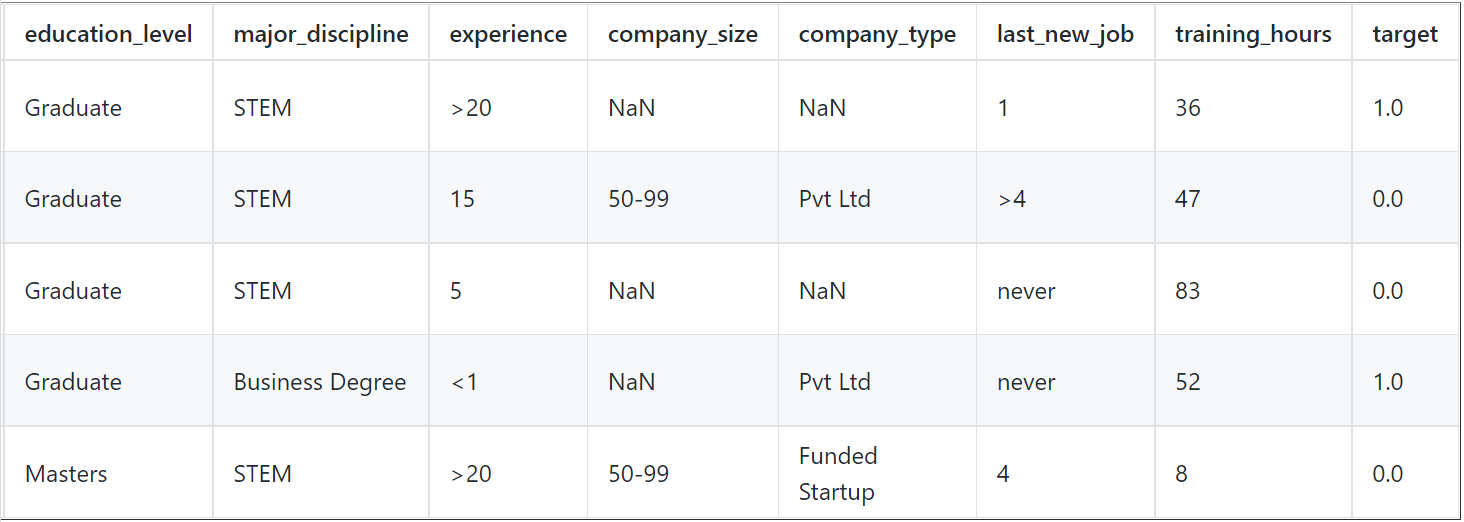 education_level major_discipline experience company_size company_type last_new_job training_hours target
Graduate STEM >20 NaN NaN 1 36 1.0
Graduate STEM 15 50-99 Pvt Ltd >4 47 0.0
Graduate STEM 5 NaN NaN never 83 0.0
Graduate Business Degree <1 NaN Pvt Ltd never 52 1.0
Masters STEM >20 50-99 Funded Startup 4 8 0.0